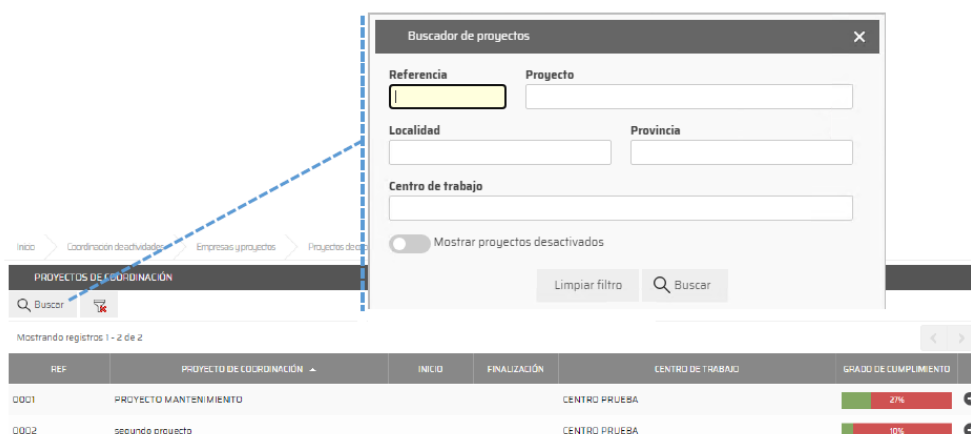 Buscador de proyectos
Referencia Proyecto
Localidad Provincia
Centro de trabajo
Mostrar proyectos desactivados
Limpiar filtro Buscar
Inicio Coordinación de actividades Empresas y proyectos Proyectos de
PROYECTOS DE COORDINACIÓN
Buscar
Mostrando registros 1 - 2 de 2
REF PROYECTO DE COORDINACIÓN INICIO FINALIZACIÓN CENTRO DE TRABAJO GRADO DE CUMPLIMIENTO
0001 PROYECTO MANTENIMIENTO CENTRO PRUEBA 27%
0002 segundo proyecto CENTRO PRUEBA 10%